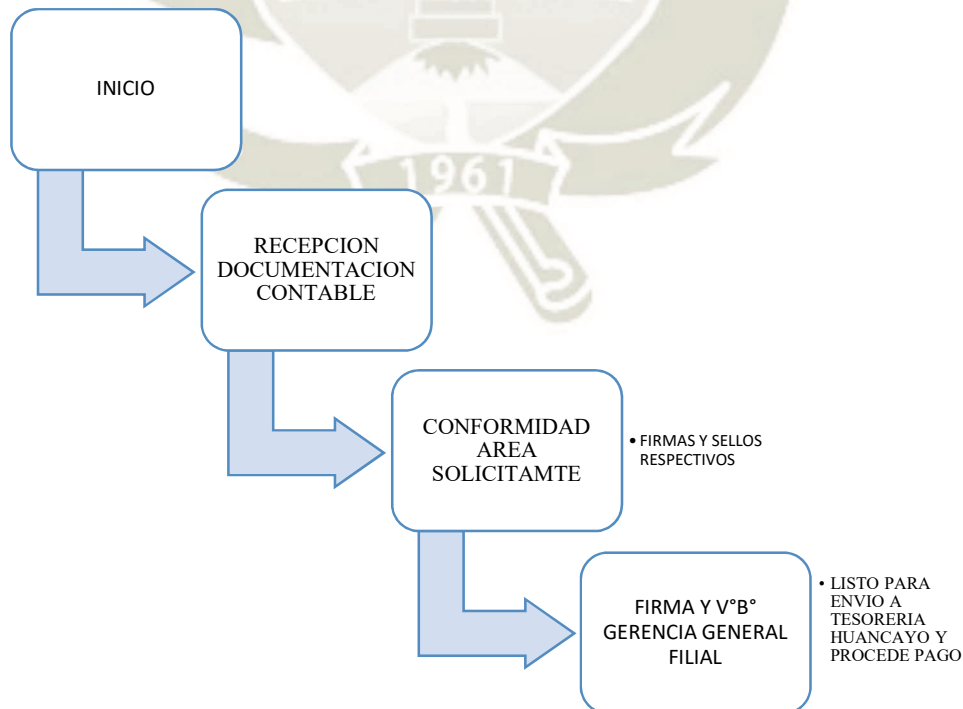 INICIO
1961
RECEPCION
DOCUMENTACION
CONTABLE
CONFORMIDAD
AREA
SOLICITAMTE
• FIRMAS Y SELLOS
RESPECTIVOS
FIRMA Y V°B°
GERENCIA GENERAL
FILIAL
• LISTO PARA
ENVIO A
TESORERIA
HUANCAYO Y
PROCEDE PAGO